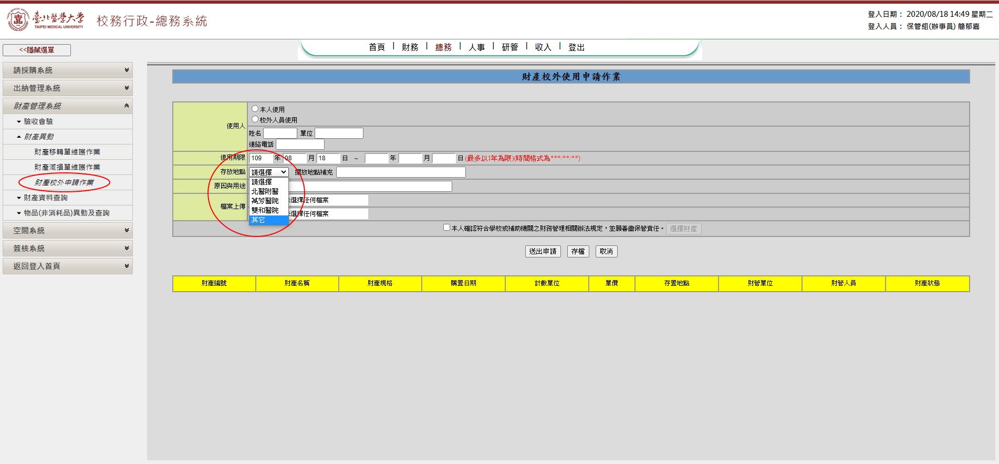 臺北醫學大學
TAIPEI MEDICAL UNIVERSITY
校務行政-總務系統
登入日期： 2020/08/18 14:49 星期二
登入人員： 保管組(辦事員) 簡郁嘉
<<隱藏選單
首頁 | 財務 | 總務 | 人事 | 研管 | 收入 | 登出
請採購系統
出納管理系統
財產管理系統
驗收會驗
財產異動
財產移轉單維護作業
財產減損單維護作業
財產校外申請作業
財產資料查詢
物品(非消耗品)異動及查詢
空間系統
簽核系統
返回登入首頁
財產校外使用申請作業
使用人
本人使用
校外人員使用
姓名 單位
連絡電話
使用期限 109 年 08 月 18 日 ~ 年 月 日 (最多以1年為限)(時間格式為***/**/**)
存放地點 請選擇 擺放地點補充
請選擇
北醫附醫
萬芳醫院
雙和醫院
其它
原因與用途
檔案上傳
選擇任何檔案
選擇任何檔案
本人確認符合學校或補助機關之財務管理相關辦法規定，並願善盡保管責任。 選擇財產
送出申請 存檔 取消
財產編號 財產名稱 財產規格 購置日期 計數單位 單價 存置地點 財管單位 財管人員 財產狀態